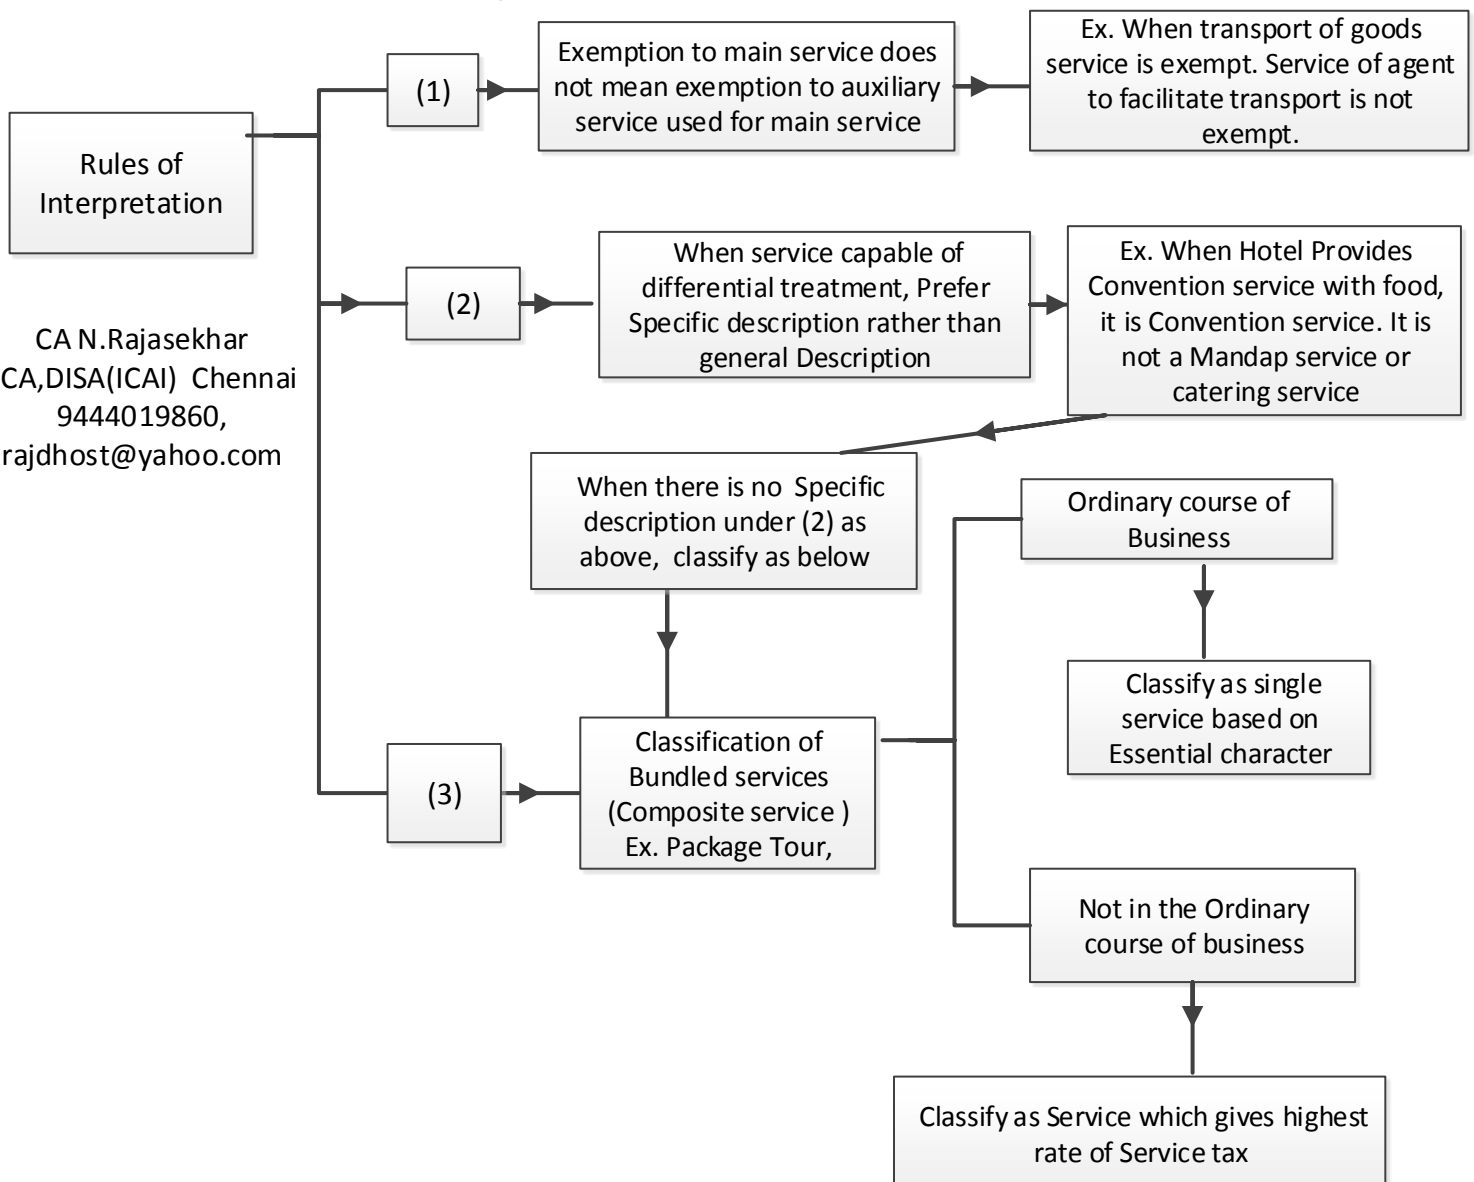 Rules of
Interpretation
CA N.Rajasekhar
CA,DISA(ICAI) Chennai
9444019860,
rajdhost@yahoo.com
(1)
Exemption to main service does
not mean exemption to auxiliary
service used for main service
Ex. When transport of goods
service is exempt. Service of agent
to facilitate transport is not
exempt.
(2)
When service capable of
differential treatment, Prefer
Specific description rather than
general Description
Ex. When Hotel Provides
Convention service with food,
it is Convention service. It is
not a Mandap service or
catering service
When there is no Specific
description under (2) as
above, classify as below
(3)
Classification of
Bundled services
(Composite service )
Ex. Package Tour,
Ordinary course of
Business
Classify as single
service based on
Essential character
Not in the Ordinary
course of business
Classify as Service which gives highest
rate of Service tax